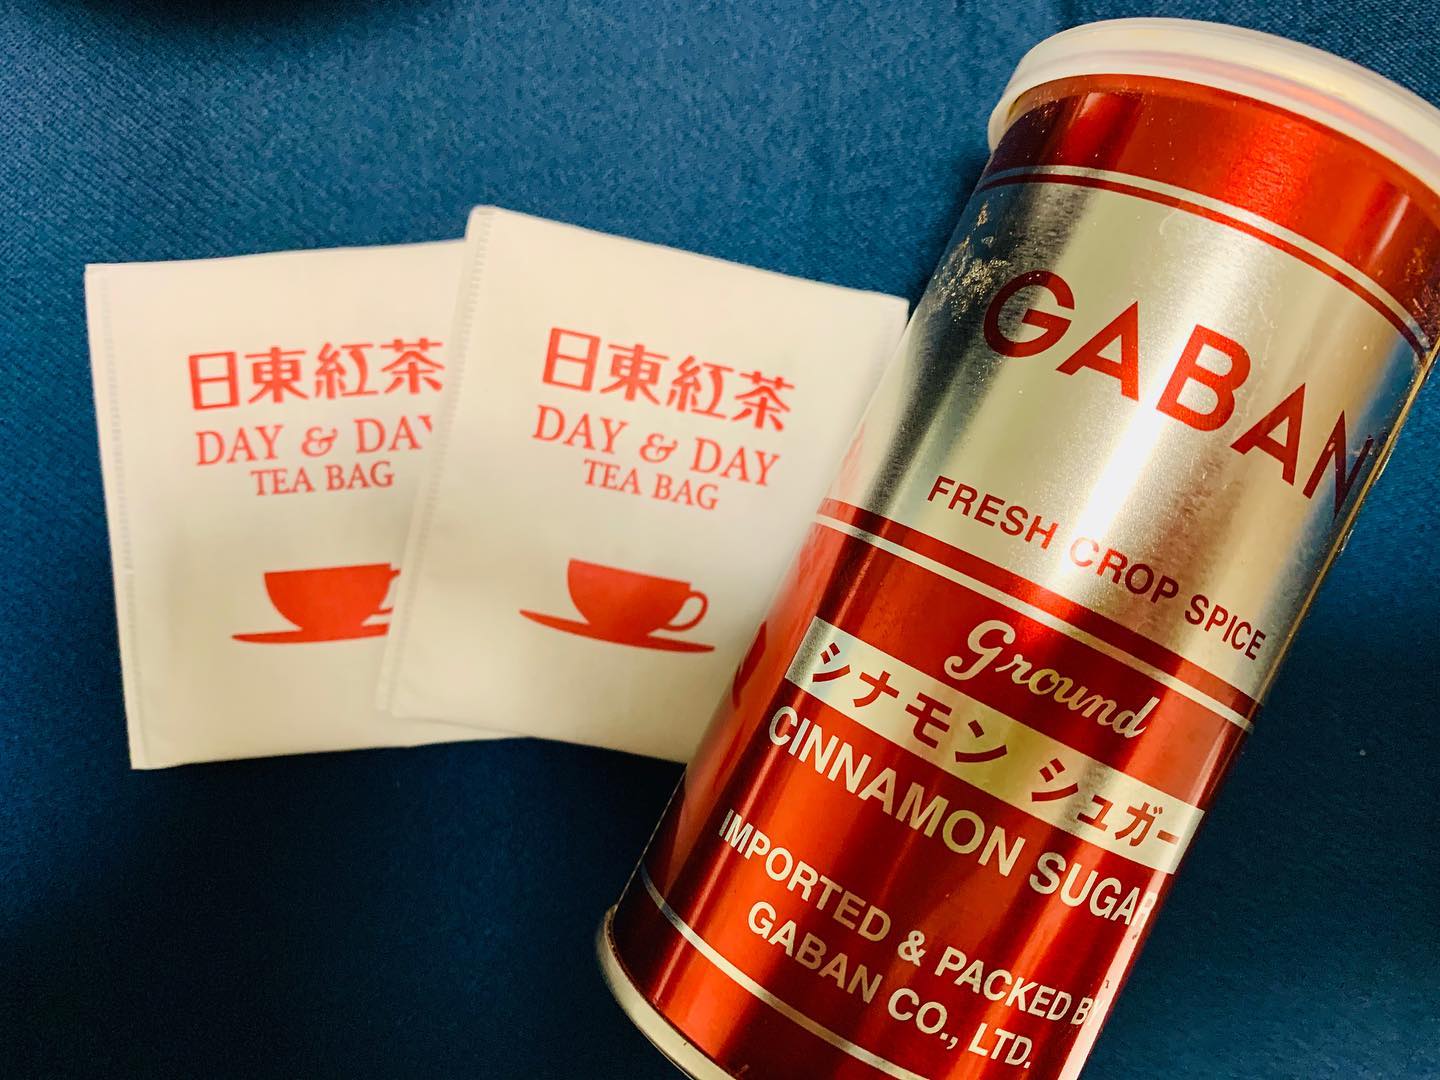 日東紅茶
DAY & DAY
TEA BAG
日東紅茶
DAY & DAY
TEA BAG
GABAN
FRESH CROP SPICE
Ground
シナモン シュガー
CINNAMON SUGAR
IMPORTED & PACKED BY
GABAN CO., LTD.